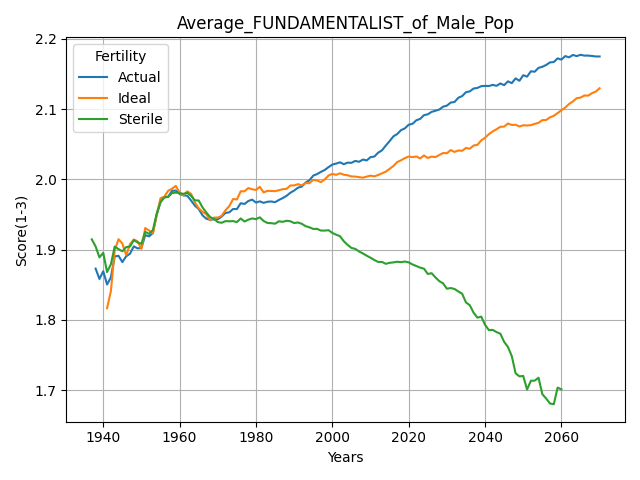 Average_FUNDAMENTALIST_of_Male_Pop
Fertility
Actual
Ideal
Sterile
Score(1-3)
2.2
2.1
2.0
1.9
1.8
1.7
1940 1960 1980 2000 2020 2040 2060
Years